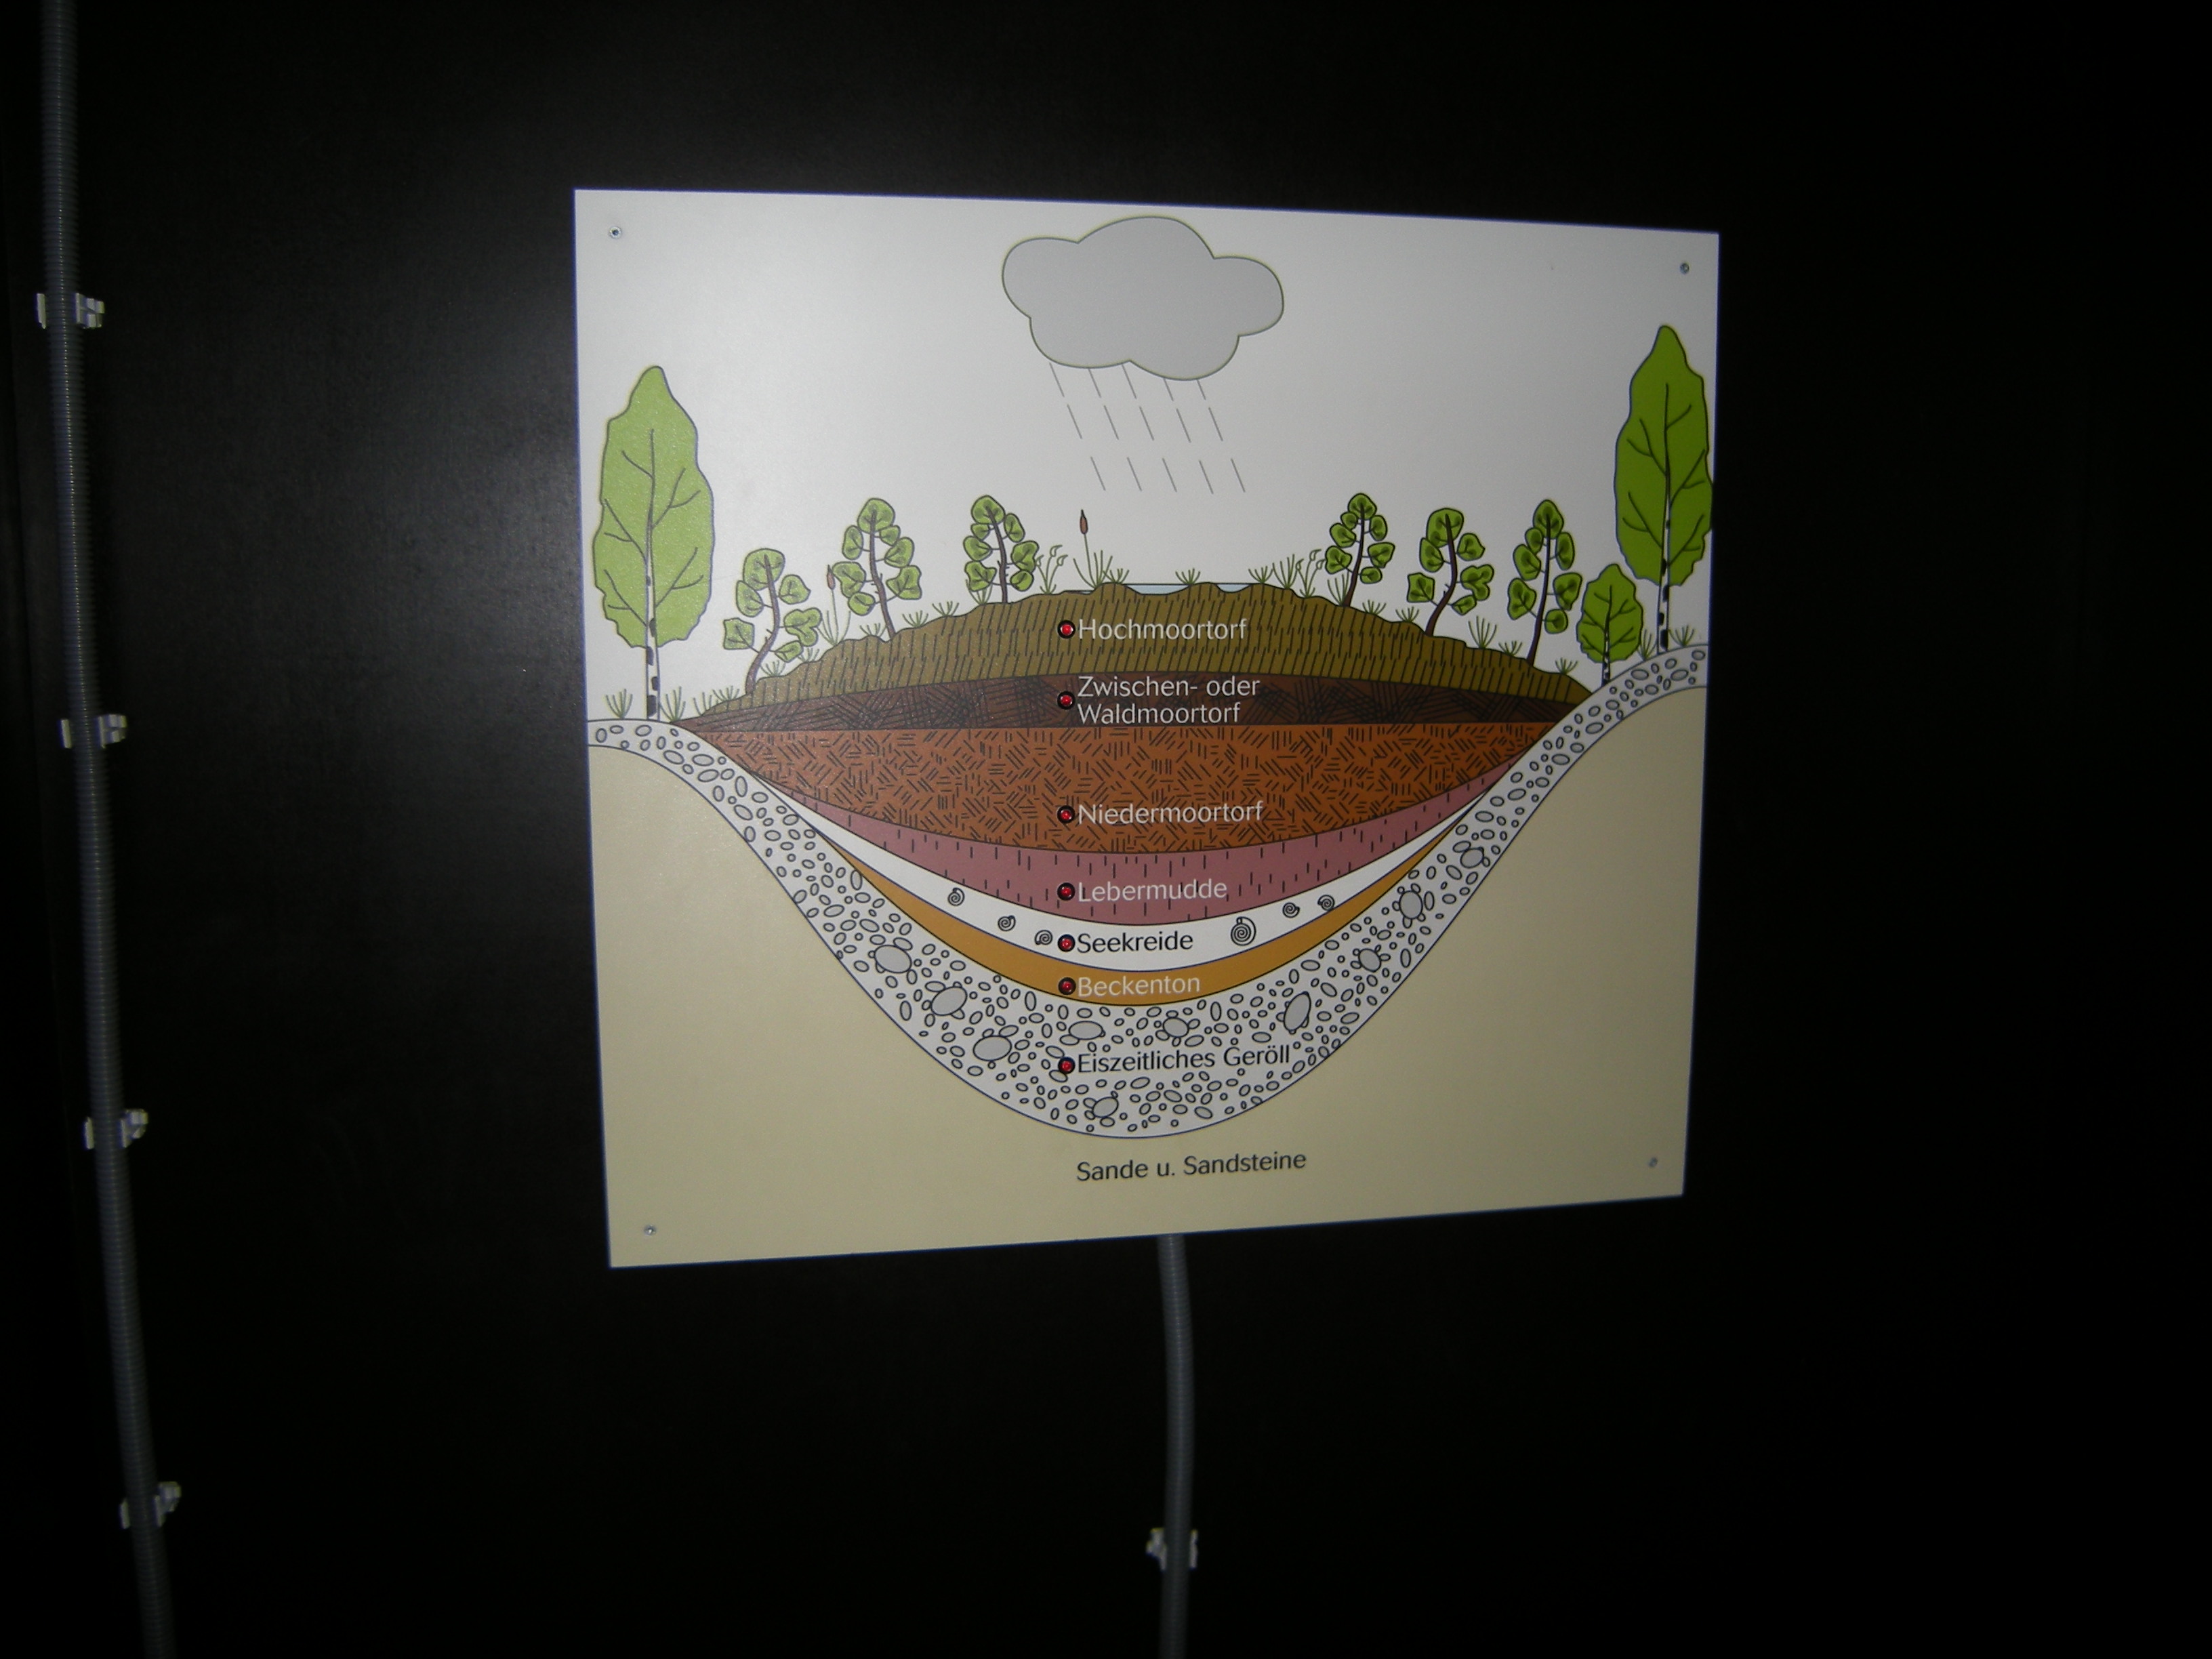 Hochmoortorf
Zwischen- oder
Waldmoortorf
Niedermoortorf
Lebermudde
Seekreide
Beckenton
Eiszeitliches Geröll
Sande u. Sandsteine